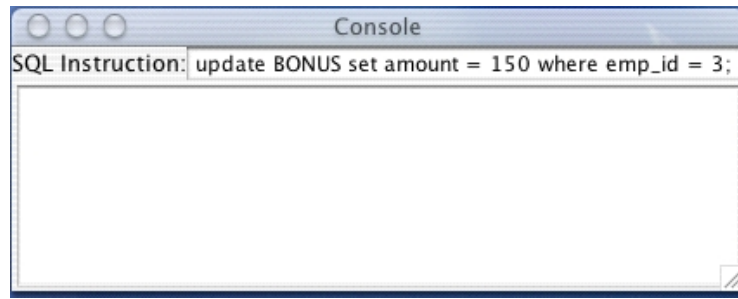 Console
SQL Instruction: update BONUS set amount = 150 where emp_id = 3;